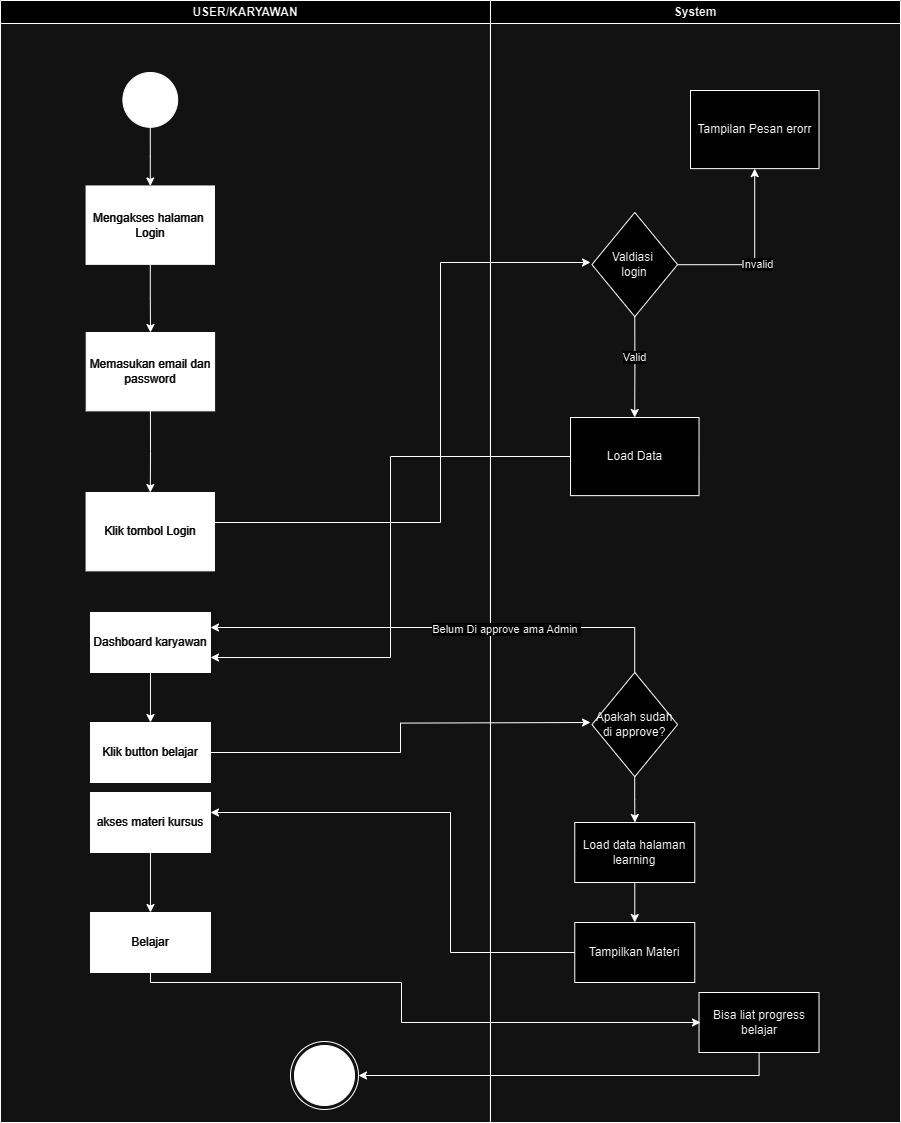 USER/KARYAWAN
System
Tampilan Pesan erorr
Mengakses halaman
Login
Valdiasi
login
Invalid
Memasukan email dan
password
Valid
Load Data
Klik tombol Login
Belum Di approve ama Admin
Dashboard karyawan
Apakah sudah
di approve?
Klik button belajar
akses materi kursus
Load data halaman
learning
Belajar
Tampilkan Materi
Bisa liat progress
belajar